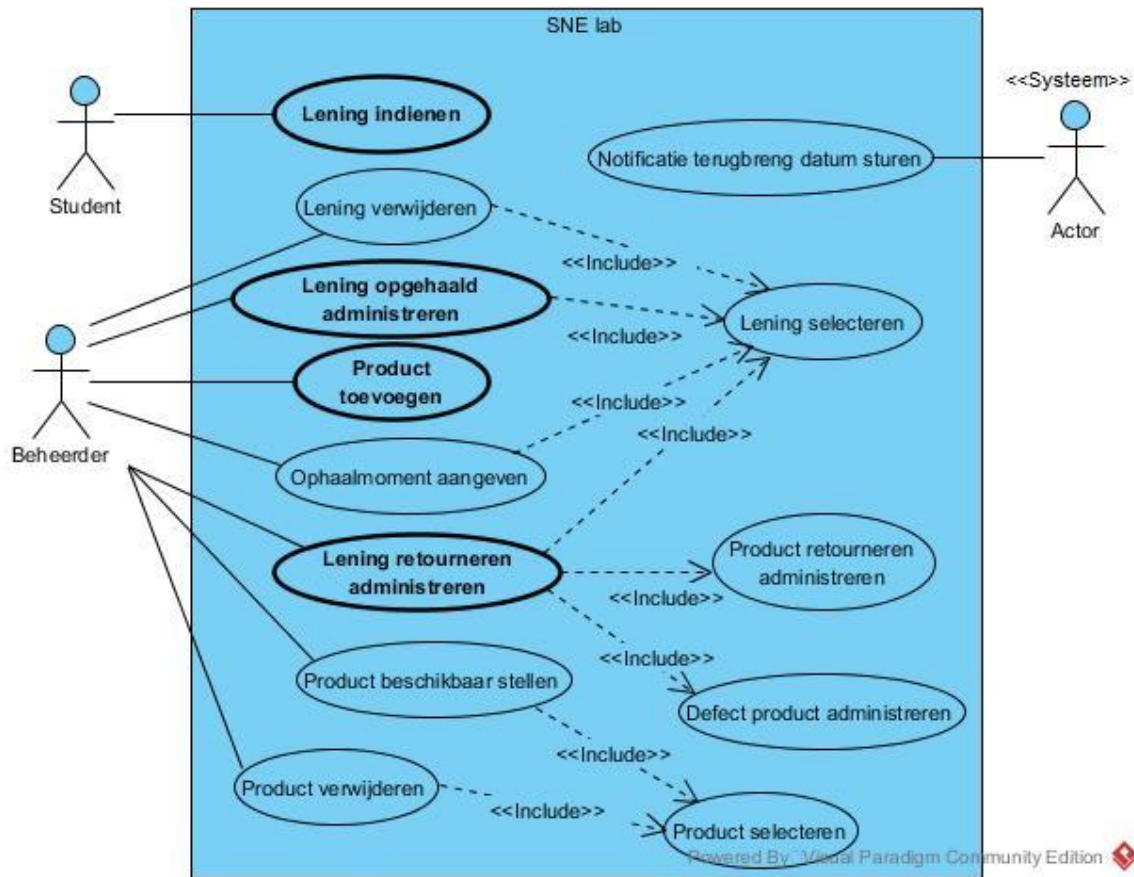 SNE lab
<<Systeem>>
Lening indienen
Notificatie terugbreng datum sturen
Student
Actor
Lening verwijderen
<<Include>>
Lening opgehaald
administreren
<<Include>>
Lening selecteren
Product
toevoegen
<<Include>>
<<Include>>
Beheerder
Ophaalmoment aangeven
Lening retourneren
administreren
Product retourneren
administreren
<<Include>>
<<Include>>
Product beschikbaar stellen
Defect product administreren
<<Include>>
Product verwijderen
<<Include>>
Product selecteren
Powered By Visual Paradigm Community Edition